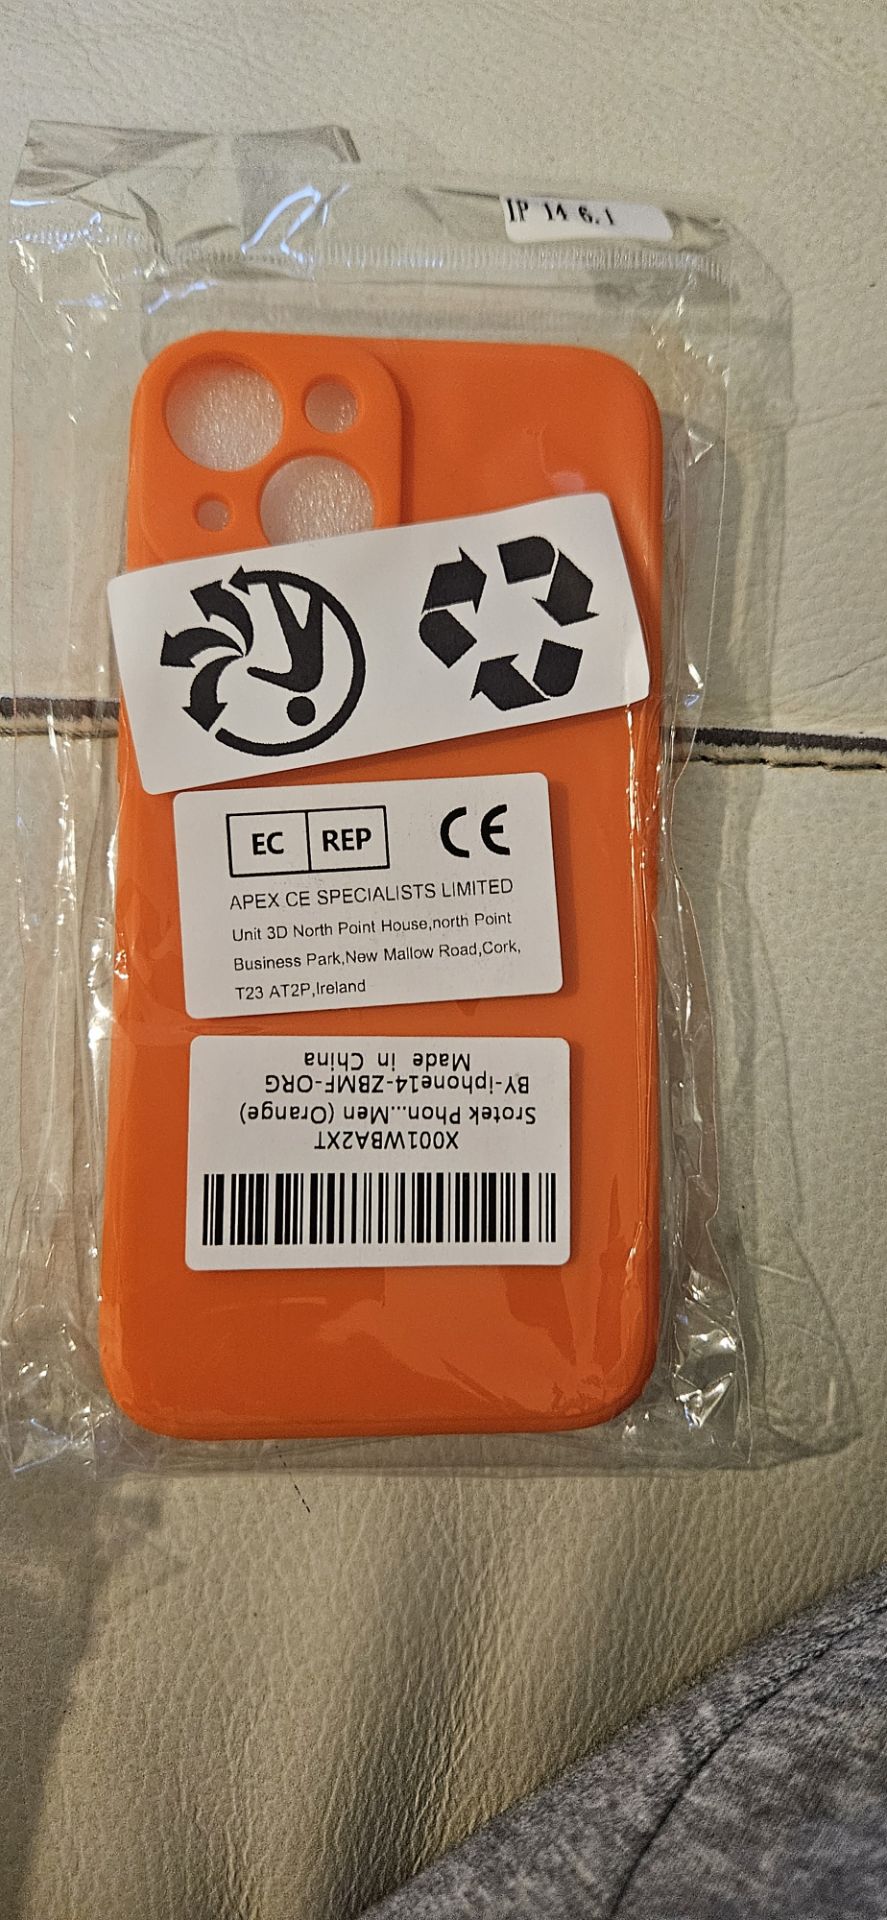 IP 14 6.1
EC REP CE
APEX CE SPECIALISTS LIMITED
Unit 3D North Point House,north Point
Business Park,New Mallow Road,Cork,
T23 AT2P,Ireland
X001WBA2XT
Srotek Phon...Men (Orange)
BY-iphone14-ZBMF-ORG
Made in China